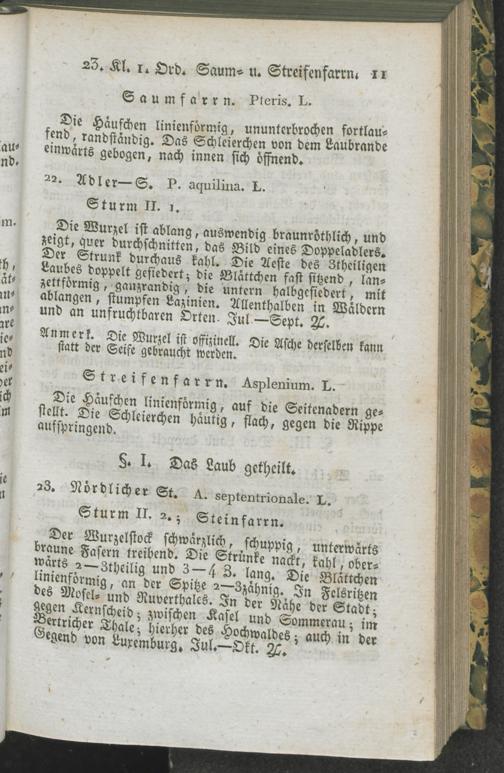 23. Kl. 1. Ord. Saum- u. Streifenfarrn. 11
Saumfarrn. Pteris. L.
Die Häufchen linienförmig, ununterbrochen fortlau-
fend, randständig. Das Schleierchen von dem Laubrande
einwärts gebogen, nach innen sich öffnend.
22. Adler—S. P. aquilina. L.
Sturm II. 1.
Die Wurzel ist ablang, auswendig braunröthlich, und
zeigt, quer durchschnitten, das Bild eines Doppeladlers.
Der Strunk durchaus kahl. Die Aeste des 3theiligen
Laubes doppelt gefiedert; die Blättchen fast sitzend, lan-
zettförmig, ganzrandig, die untern halbgefiedert, mit
ablangen, stumpfen Lazinien. Allenthalben in Wäldern
und an unfruchtbaren Orten. Jul.—Sept. ♃.
Anmerk. Die Wurzel ist offizinell. Die Asche derselben kann
statt der Seife gebraucht werden.
Streifenfarrn. Asplenium. L.
Die Häufchen linienförmig, auf die Seitenadern ge-
stellt. Die Schleierchen häutig, flach, gegen die Rippe
aufspringend.
§. I. Das Laub getheilt.
23. Nördlicher St. A. septentrionale. L.
Sturm II. 2.; Steinfarrn.
Der Wurzelstock schwärzlich, schuppig, unterwärts
braune Fasern treibend. Die Strünke nackt, kahl, ober-
wärts 2—3theilig und 3—4 Z. lang. Die Blättchen
linienförmig, an der Spitze 2—3zähnig. In Felsritzen
des Mosel- und Ruverthales. In der Nähe der Stadt;
gegen Kernscheid; zwischen Kasel und Sommerau; im
Bertricher Thale; hierher des Hochwaldes; auch in der
Gegend von Luxemburg. Jul.—Okt. ♃.